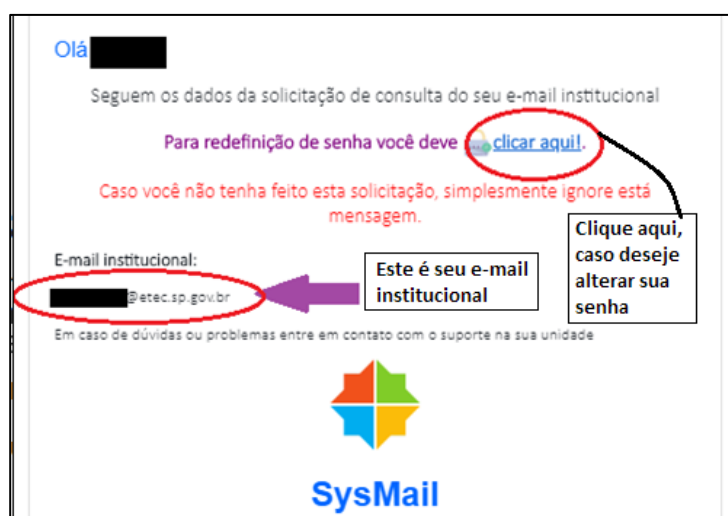 Olá
Seguem os dados da solicitação de consulta do seu e-mail institucional
Para redefinição de senha você deve clicar aqui!.
Caso você não tenha feito esta solicitação, simplesmente ignore está
mensagem.
Clique aqui,
caso deseje
alterar sua
senha
E-mail institucional:
@etec.sp.gov.br
Este é seu e-mail
institucional
Em caso de dúvidas ou problemas entre em contato com o suporte na sua unidade
SysMail